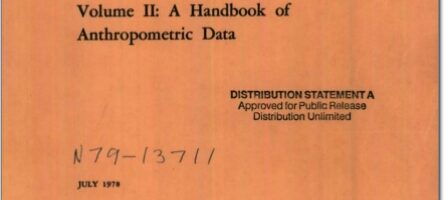 Volume II: A Handbook of
Anthropometric Data
DISTRIBUTION STATEMENT A
Approved for Public Release
Distribution Unlimited
N79-13711
JULY 1978